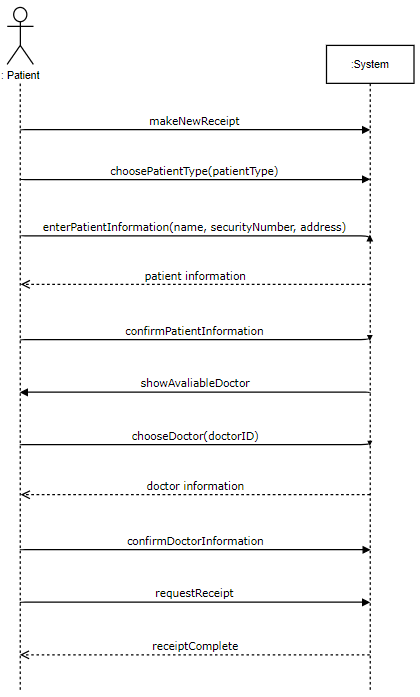 : Patient
:System
makeNewReceipt
choosePatientType(patientType)
enterPatientInformation(name, securityNumber, address)
patient information
confirmPatientInformation
showAvaliableDoctor
chooseDoctor(doctorID)
doctor information
confirmDoctorInformation
requestReceipt
receiptComplete